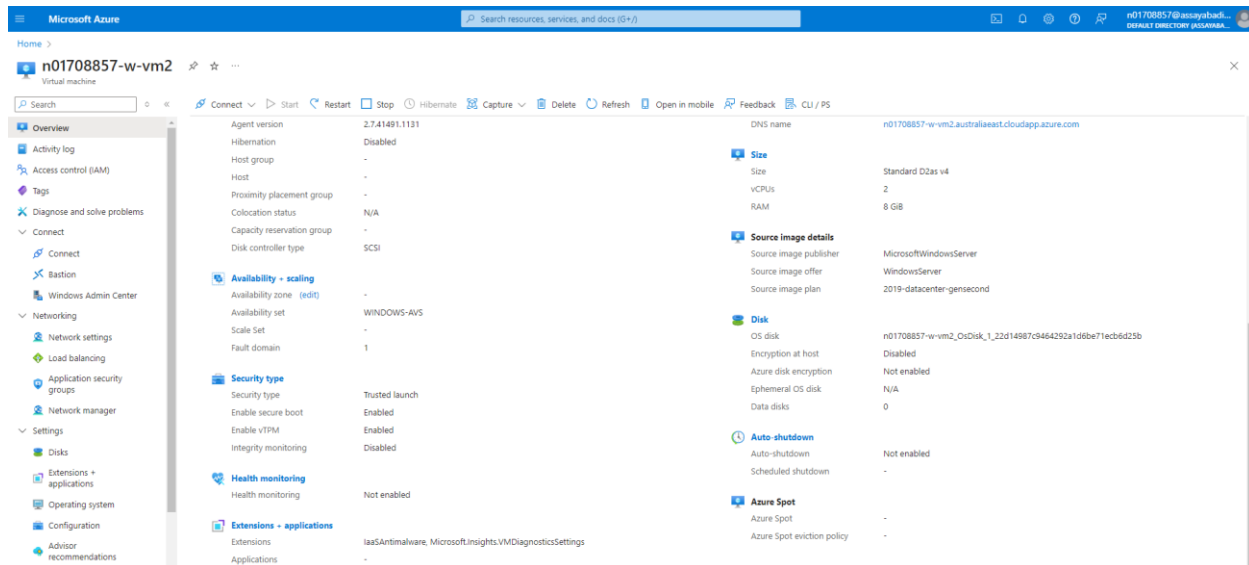 Microsoft Azure
Search resources, services, and docs (G+/)
n01708857@assayabadi...
DEFAULT DIRECTORY (ASSAYABA...
Home >
n01708857-w-vm2
Virtual machine
Search
Connect
Start
Restart
Stop
Hibernate
Capture
Delete
Refresh
Open in mobile
Feedback
CLI / PS
Overview
Activity log
Access control (IAM)
Tags
Diagnose and solve problems
Connect
Connect
Bastion
Windows Admin Center
Networking
Network settings
Load balancing
Application security
groups
Network manager
Settings
Disks
Extensions +
applications
Operating system
Configuration
Advisor
recommendations
Agent version 2.7.41491.1131
Hibernation Disabled
Host group -
Host -
Proximity placement group -
Colocation status N/A
Capacity reservation group -
Disk controller type SCSI
Availability + scaling
Availability zone (edit) -
Availability set WINDOWS-AVS
Scale Set -
Fault domain 1
Security type
Security type Trusted launch
Enable secure boot Enabled
Enable vTPM Enabled
Integrity monitoring Disabled
Health monitoring
Health monitoring Not enabled
Extensions + applications
Extensions IaaSAntimalware, Microsoft.Insights.VMDiagnosticsSettings
Applications -
DNS name n01708857-w-vm2.australiaeast.cloudapp.azure.com
Size
Size Standard D2as v4
vCPUs 2
RAM 8 GiB
Source image details
Source image publisher MicrosoftWindowsServer
Source image offer WindowsServer
Source image plan 2019-datacenter-gensecond
Disk
OS disk n01708857-w-vm2_OsDisk_1_22d14987c9464292a1d6be71ecb6d25b
Encryption at host Disabled
Azure disk encryption Not enabled
Ephemeral OS disk N/A
Data disks 0
Auto-shutdown
Auto-shutdown Not enabled
Scheduled shutdown -
Azure Spot
Azure Spot -
Azure Spot eviction policy -